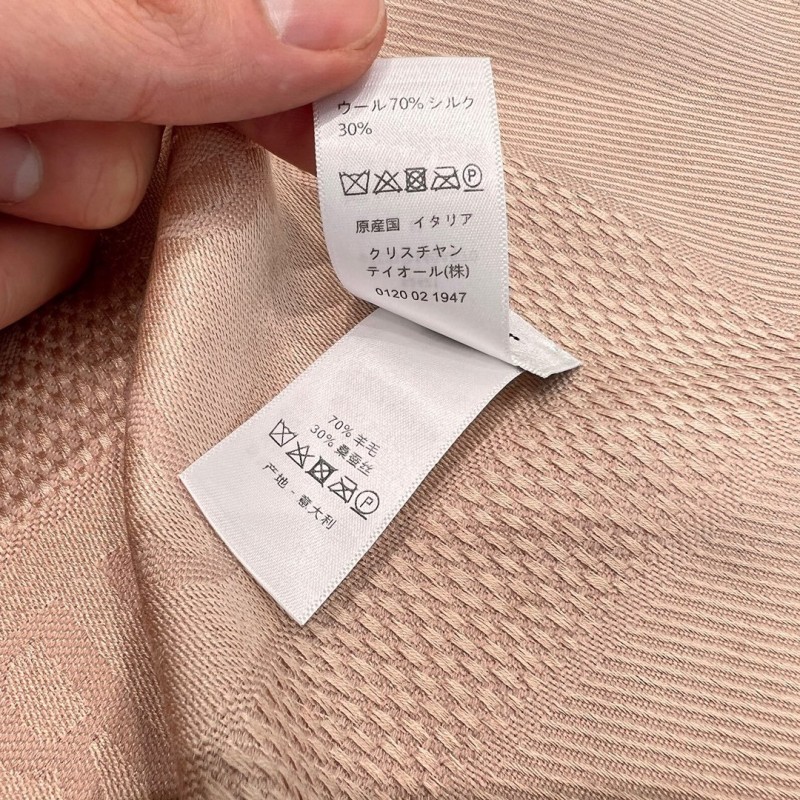 ウール70% シルク
30%
P
原産国 イタリア
クリスチャン
テイオール(株)
0120 02 1947
70% 羊毛
30% 桑蚕丝
P
产地 - 意大利